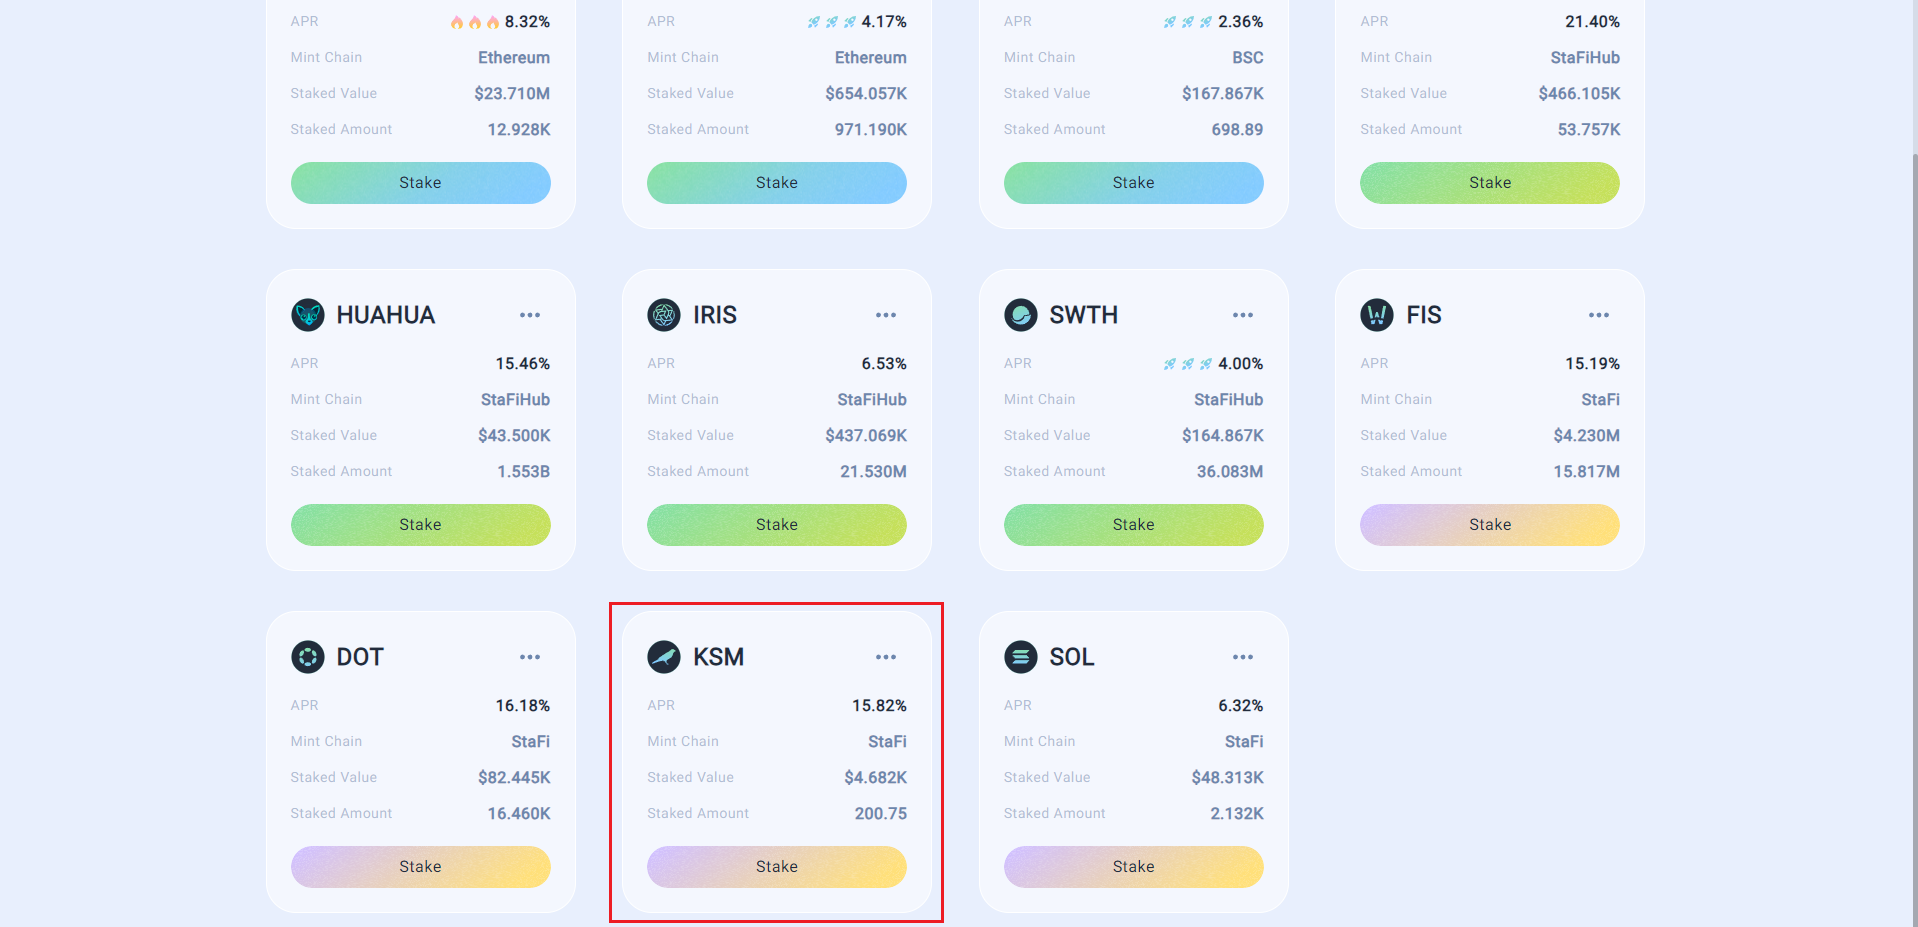 APR 8.32%
Mint Chain Ethereum
Staked Value $23.710M
Staked Amount 12.928K
Stake
APR 4.17%
Mint Chain Ethereum
Staked Value $654.057K
Staked Amount 971.190K
Stake
APR 2.36%
Mint Chain BSC
Staked Value $167.867K
Staked Amount 698.89
Stake
APR 21.40%
Mint Chain StaFiHub
Staked Value $466.105K
Staked Amount 53.757K
Stake
HUAHUA
APR 15.46%
Mint Chain StaFiHub
Staked Value $43.500K
Staked Amount 1.553B
Stake
IRIS
APR 6.53%
Mint Chain StaFiHub
Staked Value $437.069K
Staked Amount 21.530M
Stake
SWTH
APR 4.00%
Mint Chain StaFiHub
Staked Value $164.867K
Staked Amount 36.083M
Stake
FIS
APR 15.19%
Mint Chain StaFi
Staked Value $4.230M
Staked Amount 15.817M
Stake
DOT
APR 16.18%
Mint Chain StaFi
Staked Value $82.445K
Staked Amount 16.460K
Stake
KSM
APR 15.82%
Mint Chain StaFi
Staked Value $4.682K
Staked Amount 200.75
Stake
SOL
APR 6.32%
Mint Chain StaFi
Staked Value $48.313K
Staked Amount 2.132K
Stake